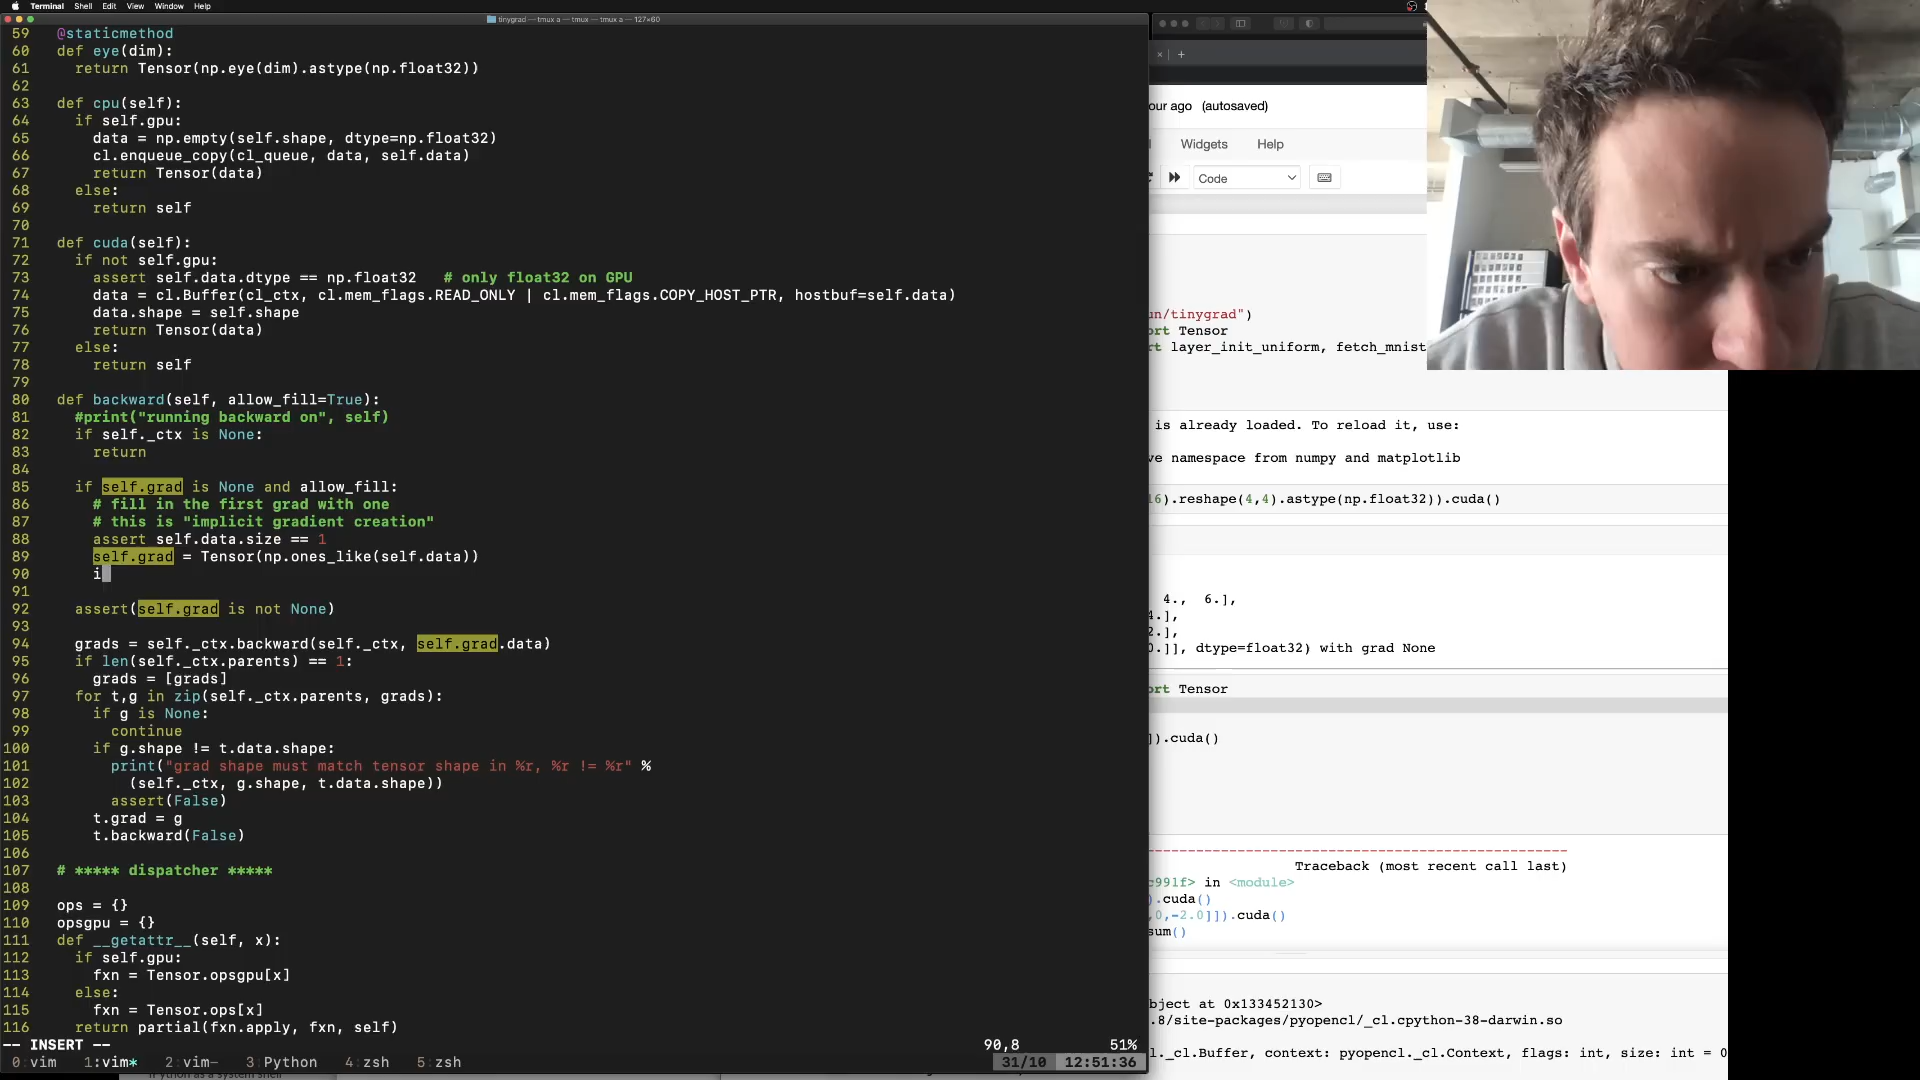 Terminal Shell Edit View Window Help
tinygrad — tmux a — tmux — tmux a — 127×60
59 @staticmethod
60 def eye(dim):
61 return Tensor(np.eye(dim).astype(np.float32))
62
63 def cpu(self):
64 if self.gpu:
65 data = np.empty(self.shape, dtype=np.float32)
66 cl.enqueue_copy(cl_queue, data, self.data)
67 return Tensor(data)
68 else:
69 return self
70
71 def cuda(self):
72 if not self.gpu:
73 assert self.data.dtype == np.float32 # only float32 on GPU
74 data = cl.Buffer(cl_ctx, cl.mem_flags.READ_ONLY | cl.mem_flags.COPY_HOST_PTR, hostbuf=self.data)
75 data.shape = self.shape
76 return Tensor(data)
77 else:
78 return self
79
80 def backward(self, allow_fill=True):
81 #print("running backward on", self)
82 if self._ctx is None:
83 return
84
85 if self.grad is None and allow_fill:
86 # fill in the first grad with one
87 # this is "implicit gradient creation"
88 assert self.data.size == 1
89 self.grad = Tensor(np.ones_like(self.data))
90 i
91
92 assert(self.grad is not None)
93
94 grads = self._ctx.backward(self._ctx, self.grad.data)
95 if len(self._ctx.parents) == 1:
96 grads = [grads]
97 for t,g in zip(self._ctx.parents, grads):
98 if g is None:
99 continue
100 if g.shape != t.data.shape:
101 print("grad shape must match tensor shape in %r, %r != %r" %
102 (self._ctx, g.shape, t.data.shape))
103 assert(False)
104 t.grad = g
105 t.backward(False)
106
107 # ***** dispatcher *****
108
109 ops = {}
110 opsgpu = {}
111 def __getattr__(self, x):
112 if self.gpu:
113 fxn = Tensor.opsgpu[x]
114 else:
115 fxn = Tensor.ops[x]
116 return partial(fxn.apply, fxn, self)
-- INSERT -- 90,8 51%
0:vim 1:vim* 2:vim- 3:Python 4:zsh 5:zsh 31/10 12:51:36
our ago (autosaved)
Widgets Help
Code
un/tinygrad")
ort Tensor
rt layer_init_uniform, fetch_mnist
is already loaded. To reload it, use:
ve namespace from numpy and matplotlib
16).reshape(4,4).astype(np.float32)).cuda()
4., 6.],
4.],
2.],
0.]], dtype=float32) with grad None
ort Tensor
]).cuda()
Traceback (most recent call last)
c991f> in <module>
).cuda()
,0,-2.0]]).cuda()
sum()
bject at 0x133452130>
.8/site-packages/pyopencl/_cl.cpython-38-darwin.so
l._cl.Buffer, context: pyopencl._cl.Context, flags: int, size: int = 0